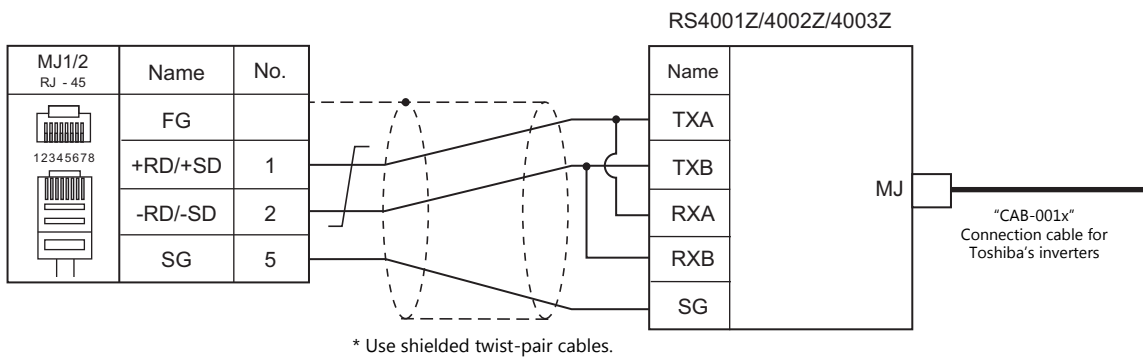 RS4001Z/4002Z/4003Z
MJ1/2
RJ - 45
Name
No.
12345678
FG
+RD/+SD
1
-RD/-SD
2
SG
5
Name
TXA
TXB
RXA
RXB
SG
MJ
"CAB-001x"
Connection cable for
Toshiba's inverters
* Use shielded twist-pair cables.